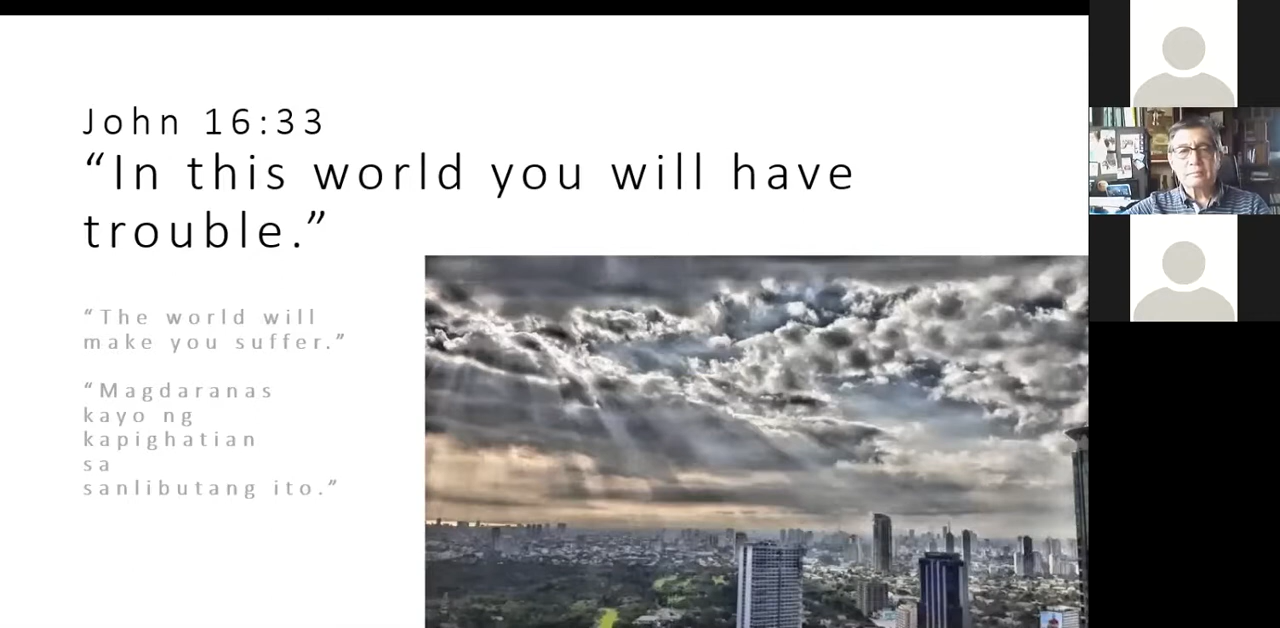 John 16:33
“In this world you will have
trouble.”
“The world will
make you suffer.”
“Magdaranas
kayo ng
kapighatian
sa
sanlibutang ito.”